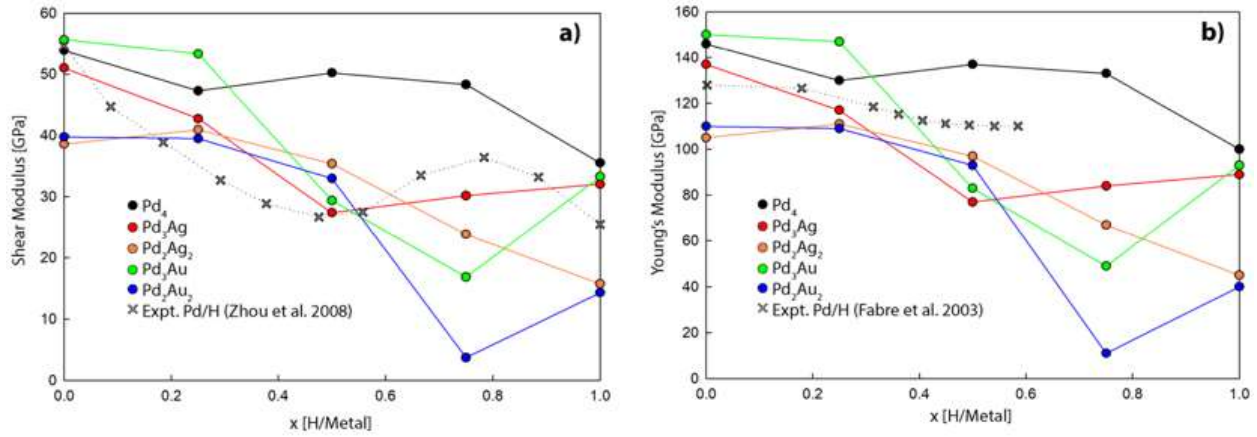 60
50
40
30
20
10
0
Shear Modulus [GPa]
a)
Pd4
Pd3Ag
Pd2Ag2
Pd3Au
Pd2Au2
Expt. Pd/H (Zhou et al. 2008)
0.0 0.2 0.4 0.6 0.8 1.0
x [H/Metal]
160
140
120
100
80
60
40
20
0
Young's Modulus [GPa]
b)
Pd4
Pd3Ag
Pd2Ag2
Pd3Au
Pd2Au2
Expt. Pd/H (Fabre et al. 2003)
0.0 0.2 0.4 0.6 0.8 1.0
x [H/Metal]